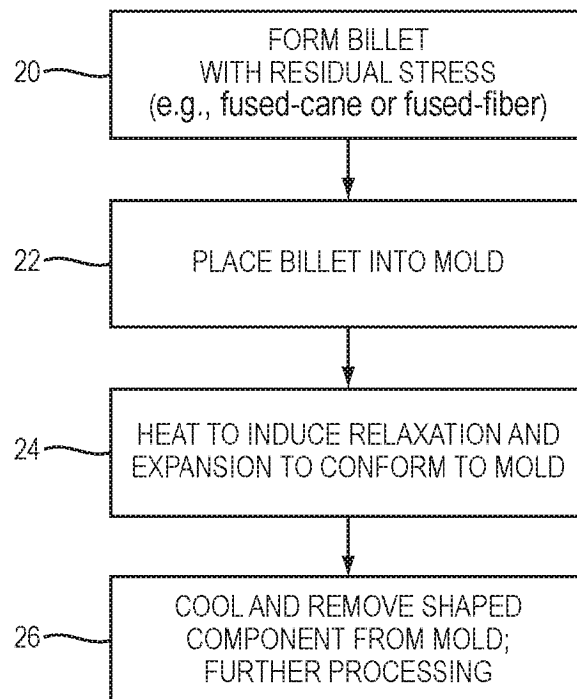 20
FORM BILLET
WITH RESIDUAL STRESS
(e.g., fused-cane or fused-fiber)
22
PLACE BILLET INTO MOLD
24
HEAT TO INDUCE RELAXATION AND
EXPANSION TO CONFORM TO MOLD
26
COOL AND REMOVE SHAPED
COMPONENT FROM MOLD;
FURTHER PROCESSING